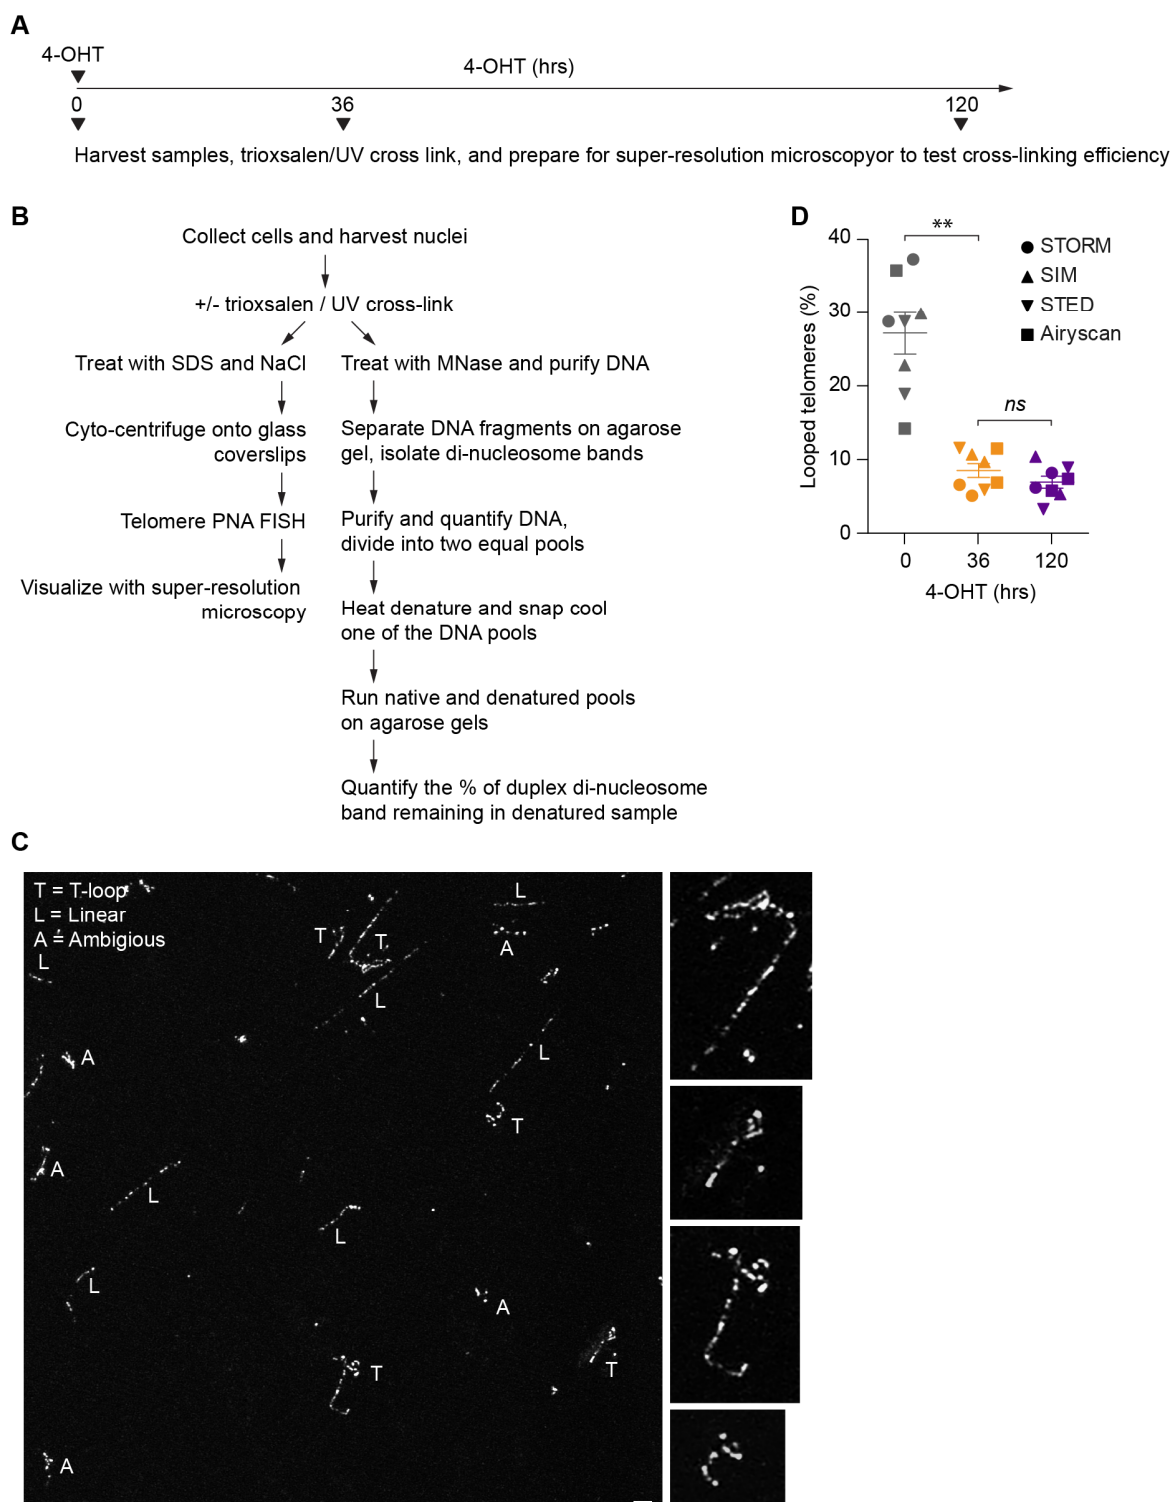 A
4-OHT
4-OHT (hrs)
0 36 120
Harvest samples, trioxsalen/UV cross link, and prepare for super-resolution microscopyor to test cross-linking efficiency
B
Collect cells and harvest nuclei
+/- trioxsalen / UV cross-link
Treat with SDS and NaCl
Cyto-centrifuge onto glass
coverslips
Telomere PNA FISH
Visualize with super-resolution
microscopy
Treat with MNase and purify DNA
Separate DNA fragments on agarose
gel, isolate di-nucleosome bands
Purify and quantify DNA,
divide into two equal pools
Heat denature and snap cool
one of the DNA pools
Run native and denatured pools
on agarose gels
Quantify the % of duplex di-nucleosome
band remaining in denatured sample
D
Looped telomeres (%)
40
30
20
10
0
**
ns
STORM
SIM
STED
Airyscan
0 36 120
4-OHT (hrs)
C
T = T-loop
L = Linear
A = Ambigious
L
T
T
A
L
L
A
L
T
A
L
L
L
A
T
T
A